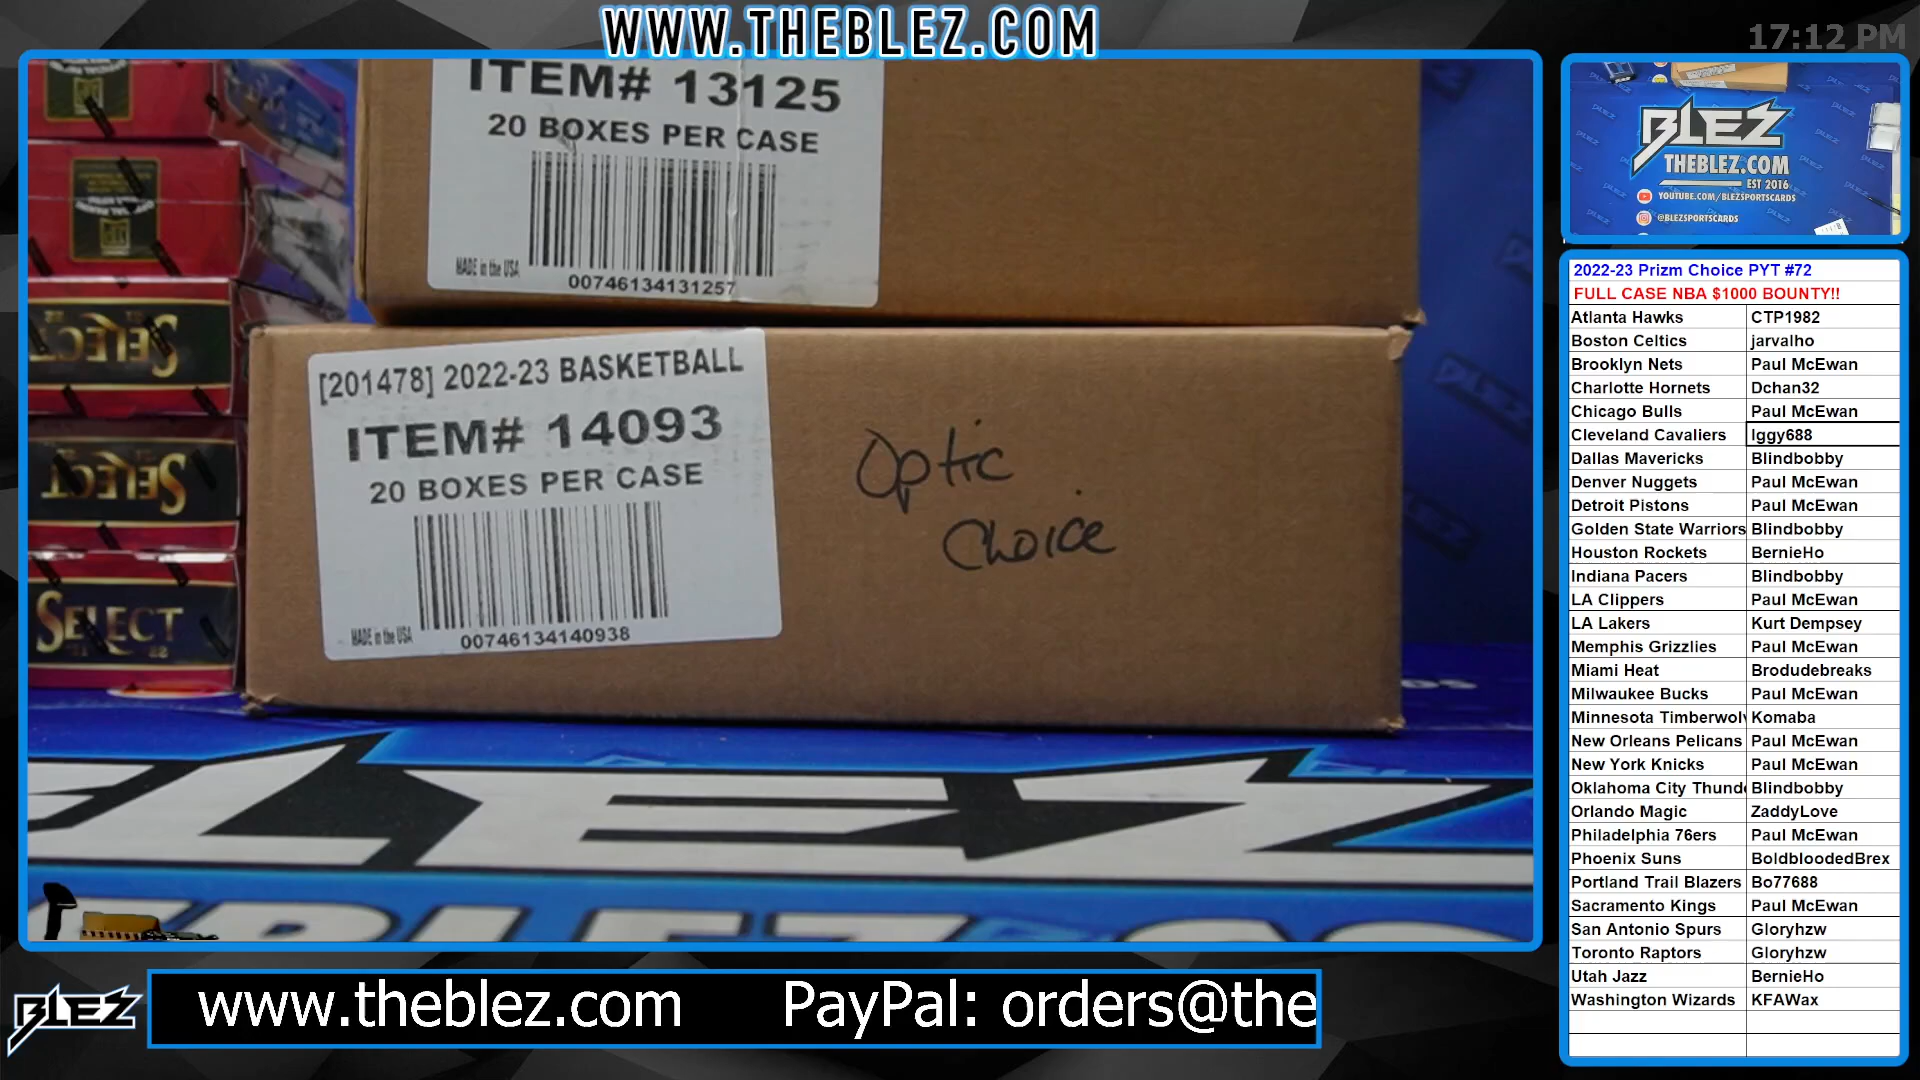 WWW.THEBLEZ.COM
17:12 PM
ITEM# 13125
20 BOXES PER CASE
MADE in the USA
00746134131257
[201478] 2022-23 BASKETBALL
ITEM# 14093
20 BOXES PER CASE
MADE in the USA
00746134140938
Optic
Choice
SELECT
SELECT
SELECT
BLEZ
THEBLEZ.COM
EST 2016
YOUTUBE.COM/BLEZSPORTSCARDS
@BLEZSPORTSCARDS
2022-23 Prizm Choice PYT #72
FULL CASE NBA $1000 BOUNTY!!
Atlanta Hawks CTP1982
Boston Celtics jarvalho
Brooklyn Nets Paul McEwan
Charlotte Hornets Dchan32
Chicago Bulls Paul McEwan
Cleveland Cavaliers Iggy688
Dallas Mavericks Blindbobby
Denver Nuggets Paul McEwan
Detroit Pistons Paul McEwan
Golden State Warriors Blindbobby
Houston Rockets BernieHo
Indiana Pacers Blindbobby
LA Clippers Paul McEwan
LA Lakers Kurt Dempsey
Memphis Grizzlies Paul McEwan
Miami Heat Brodudebreaks
Milwaukee Bucks Paul McEwan
Minnesota Timberwolv Komaba
New Orleans Pelicans Paul McEwan
New York Knicks Paul McEwan
Oklahoma City Thund Blindbobby
Orlando Magic ZaddyLove
Philadelphia 76ers Paul McEwan
Phoenix Suns BoldbloodedBrex
Portland Trail Blazers Bo77688
Sacramento Kings Paul McEwan
San Antonio Spurs Gloryhzw
Toronto Raptors Gloryhzw
Utah Jazz BernieHo
Washington Wizards KFAWax
BLEZ
www.theblez.com PayPal: orders@the